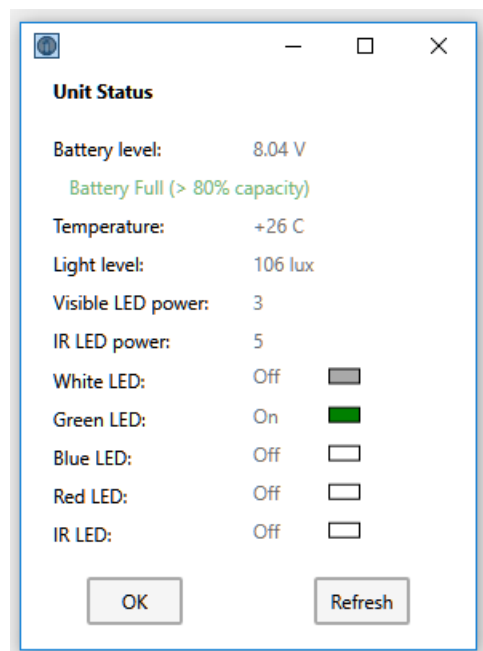 Unit Status
Battery level: 8.04 V
Battery Full (> 80% capacity)
Temperature: +26 C
Light level: 106 lux
Visible LED power: 3
IR LED power: 5
White LED: Off
Green LED: On
Blue LED: Off
Red LED: Off
IR LED: Off
OK Refresh